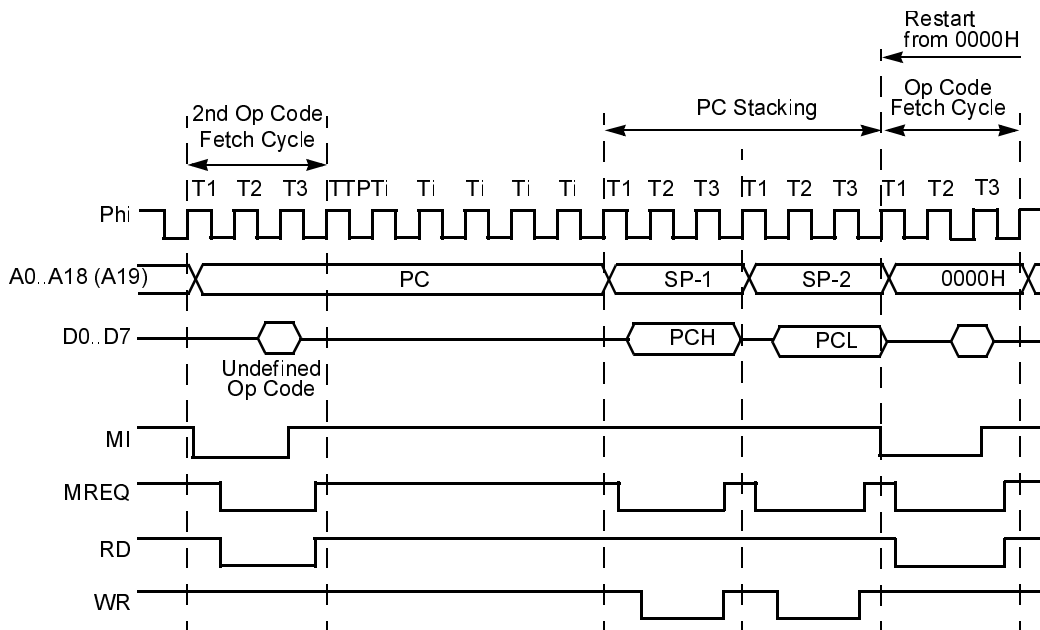 Restart
from 0000H
2nd Op Code
Fetch Cycle
PC Stacking
Op Code
Fetch Cycle
T1 T2 T3 TTPTi Ti Ti Ti Ti T1 T2 T3 T1 T2 T3 T1 T2 T3
Phi
A0..A18 (A19) PC SP-1 SP-2 0000H
D0..D7 PCH PCL
Undefined
Op Code
MI
MREQ
RD
WR